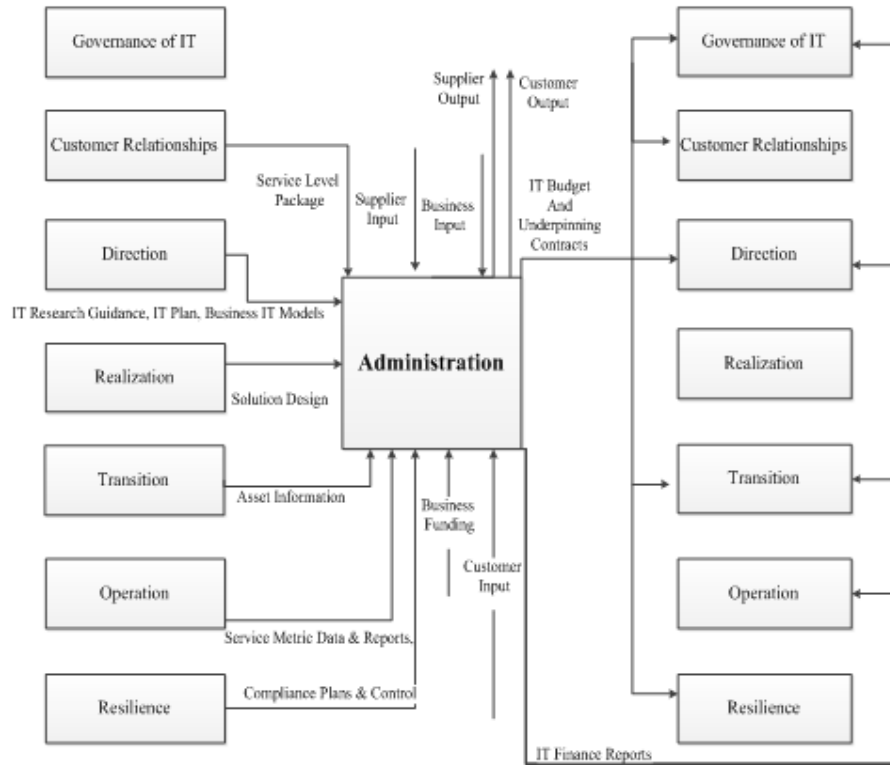 Governance of IT
Customer Relationships
Direction
Realization
Transition
Operation
Resilience
Service Level
Package
Supplier
Input
Business
Input
Supplier
Output
Customer
Output
IT Research Guidance, IT Plan, Business IT Models
Solution Design
Asset Information
Service Metric Data & Reports.
Compliance Plans & Control
Administration
Business
Funding
Customer
Input
IT Budget
And
Underpinning
Contracts
IT Finance Reports
Governance of IT
Customer Relationships
Direction
Realization
Transition
Operation
Resilience